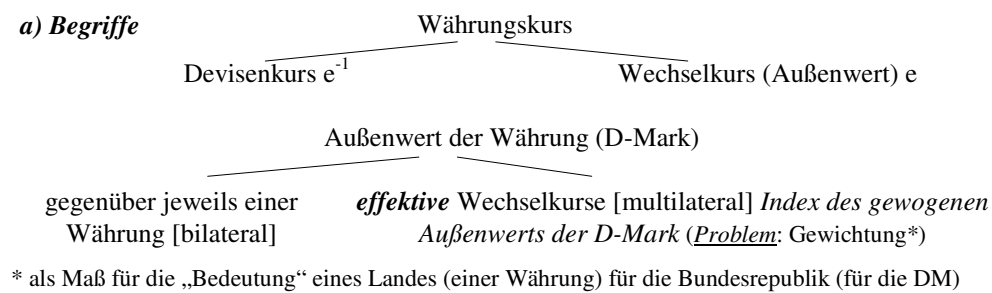 a) Begriffe
Währungskurs
Devisenkurs e-1
Wechselkurs (Außenwert) e
Außenwert der Währung (D-Mark)
gegenüber jeweils einer
Währung [bilateral]
effektive Wechselkurse [multilateral] Index des gewogenen
Außenwerts der D-Mark (Problem: Gewichtung*)
* als Maß für die „Bedeutung“ eines Landes (einer Währung) für die Bundesrepublik (für die DM)